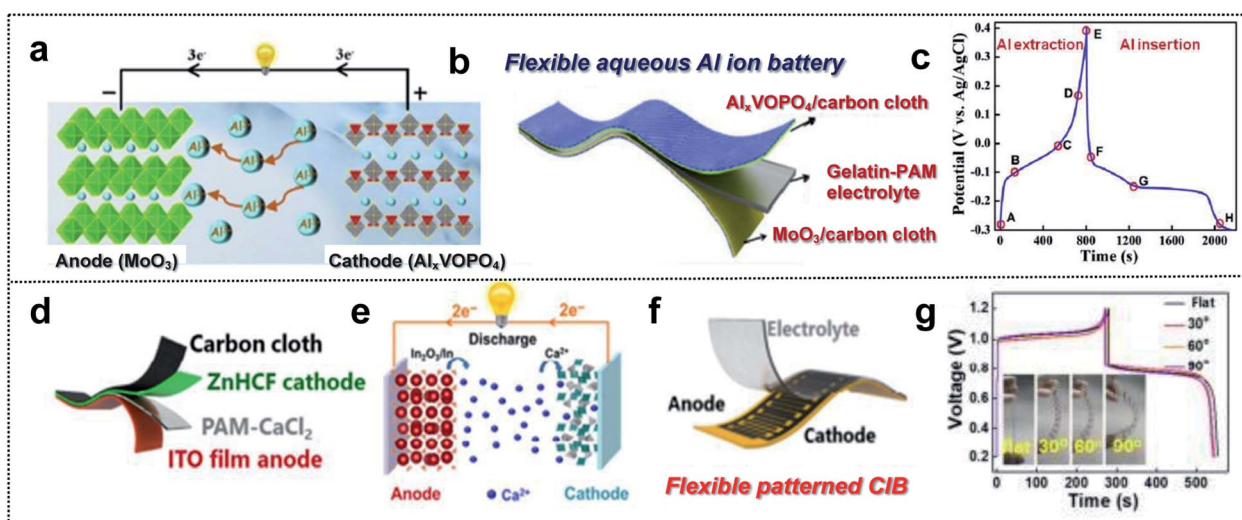 a
3e⁻
3e⁻
−
+
Al
Al
Al
Al
Al
Al
Al
Al
Anode (MoO₃)
Cathode (AlₓVOPO₄)
b
Flexible aqueous Al ion battery
AlₓVOPO₄/carbon cloth
Gelatin-PAM
electrolyte
MoO₃/carbon cloth
c
Potential (V vs. Ag/AgCl)
0.4
0.3
0.2
0.1
0.0
-0.1
-0.2
-0.3
Al extraction
Al insertion
A
B
C
D
E
F
G
H
0 400 800 1200 1600 2000
Time (s)
d
Carbon cloth
ZnHCF cathode
PAM-CaCl₂
ITO film anode
e
2e⁻
2e⁻
Discharge
In₂O₃/In
Ca²⁺
Anode
Ca²⁺
Cathode
f
Electrolyte
Anode
Cathode
Flexible patterned CIB
g
Voltage (V)
1.2
1.0
0.8
0.6
0.4
0.2
Flat
30°
60°
90°
flat 30° 60° 90°
0 100 200 300 400 500
Time (s)